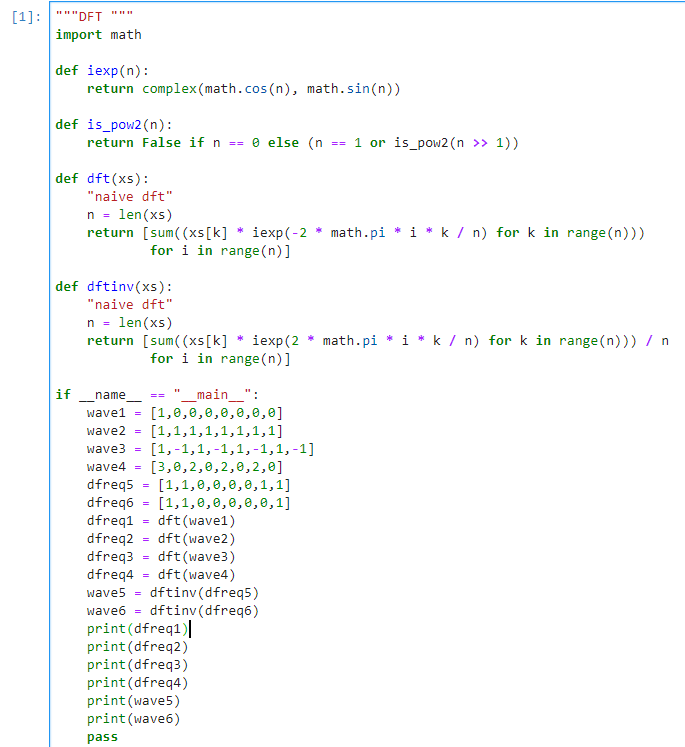 [1]: """DFT """
import math

def iexp(n):
    return complex(math.cos(n), math.sin(n))

def is_pow2(n):
    return False if n == 0 else (n == 1 or is_pow2(n >> 1))

def dft(xs):
    "naive dft"
    n = len(xs)
    return [sum((xs[k] * iexp(-2 * math.pi * i * k / n) for k in range(n)))
            for i in range(n)]

def dftinv(xs):
    "naive dft"
    n = len(xs)
    return [sum((xs[k] * iexp(2 * math.pi * i * k / n) for k in range(n))) / n
            for i in range(n)]

if __name__ == "__main__":
    wave1 = [1,0,0,0,0,0,0,0]
    wave2 = [1,1,1,1,1,1,1,1]
    wave3 = [1,-1,1,-1,1,-1,1,-1]
    wave4 = [3,0,2,0,2,0,2,0]
    dfreq5 = [1,1,0,0,0,0,1,1]
    dfreq6 = [1,1,0,0,0,0,0,1]
    dfreq1 = dft(wave1)
    dfreq2 = dft(wave2)
    dfreq3 = dft(wave3)
    dfreq4 = dft(wave4)
    wave5 = dftinv(dfreq5)
    wave6 = dftinv(dfreq6)
    print(dfreq1)
    print(dfreq2)
    print(dfreq3)
    print(dfreq4)
    print(wave5)
    print(wave6)
    pass